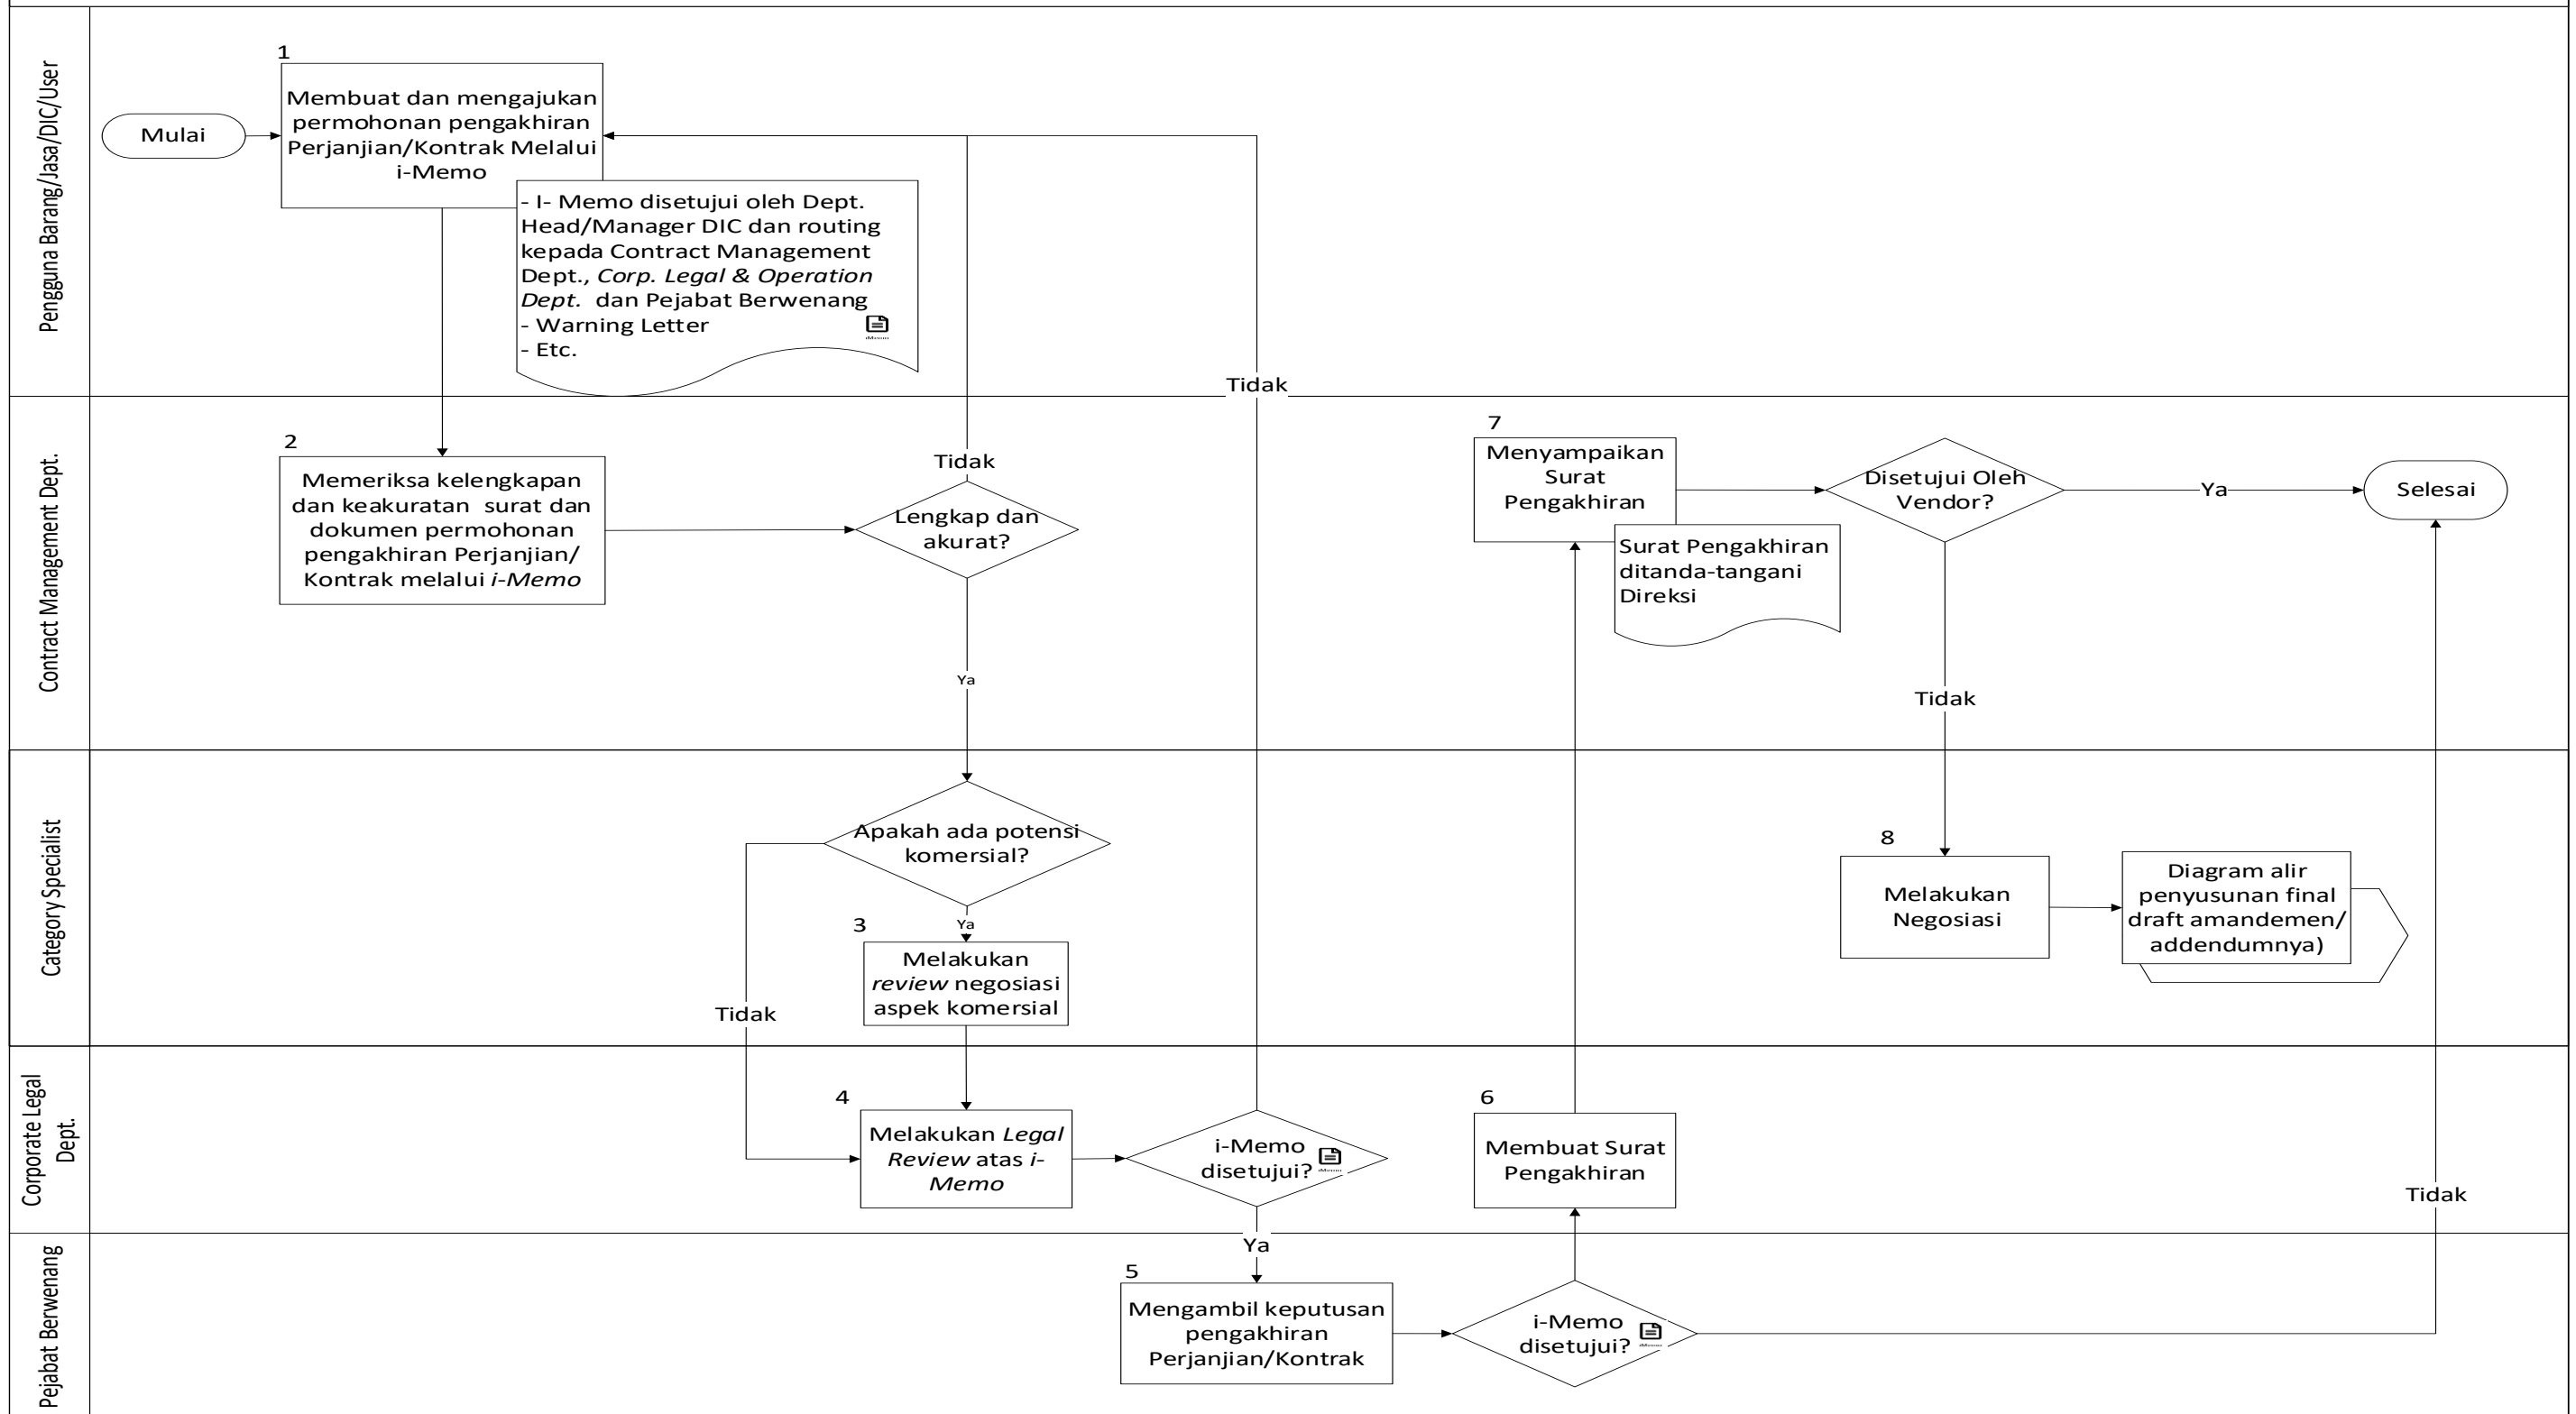 Pengguna Barang/Jasa/DIC/User
Mulai
1
Membuat dan mengajukan
permohonan pengakhiran
Perjanjian/Kontrak Melalui
i-Memo
- I- Memo disetujui oleh Dept.
Head/Manager DIC dan routing
kepada Contract Management
Dept., Corp. Legal & Operation
Dept. dan Pejabat Berwenang
- Warning Letter
- Etc.
Tidak
Contract Management Dept.
2
Memeriksa kelengkapan
dan keakuratan surat dan
dokumen permohonan
pengakhiran Perjanjian/
Kontrak melalui i-Memo
Tidak
Lengkap dan
akurat?
Ya
7
Menyampaikan
Surat
Pengakhiran
Surat Pengakhiran
ditanda-tangani
Direksi
Disetujui Oleh
Vendor?
Ya
Selesai
Tidak
Category Specialist
Apakah ada potensi
komersial?
Ya
Tidak
3
Melakukan
review negosiasi
aspek komersial
8
Melakukan
Negosiasi
Diagram alir
penyusunan final
draft amandemen/
addendumnya)
Corporate Legal
Dept.
4
Melakukan Legal
Review atas i-
Memo
i-Memo
disetujui?
6
Membuat Surat
Pengakhiran
Tidak
Pejabat Berwenang
Ya
5
Mengambil keputusan
pengakhiran
Perjanjian/Kontrak
i-Memo
disetujui?